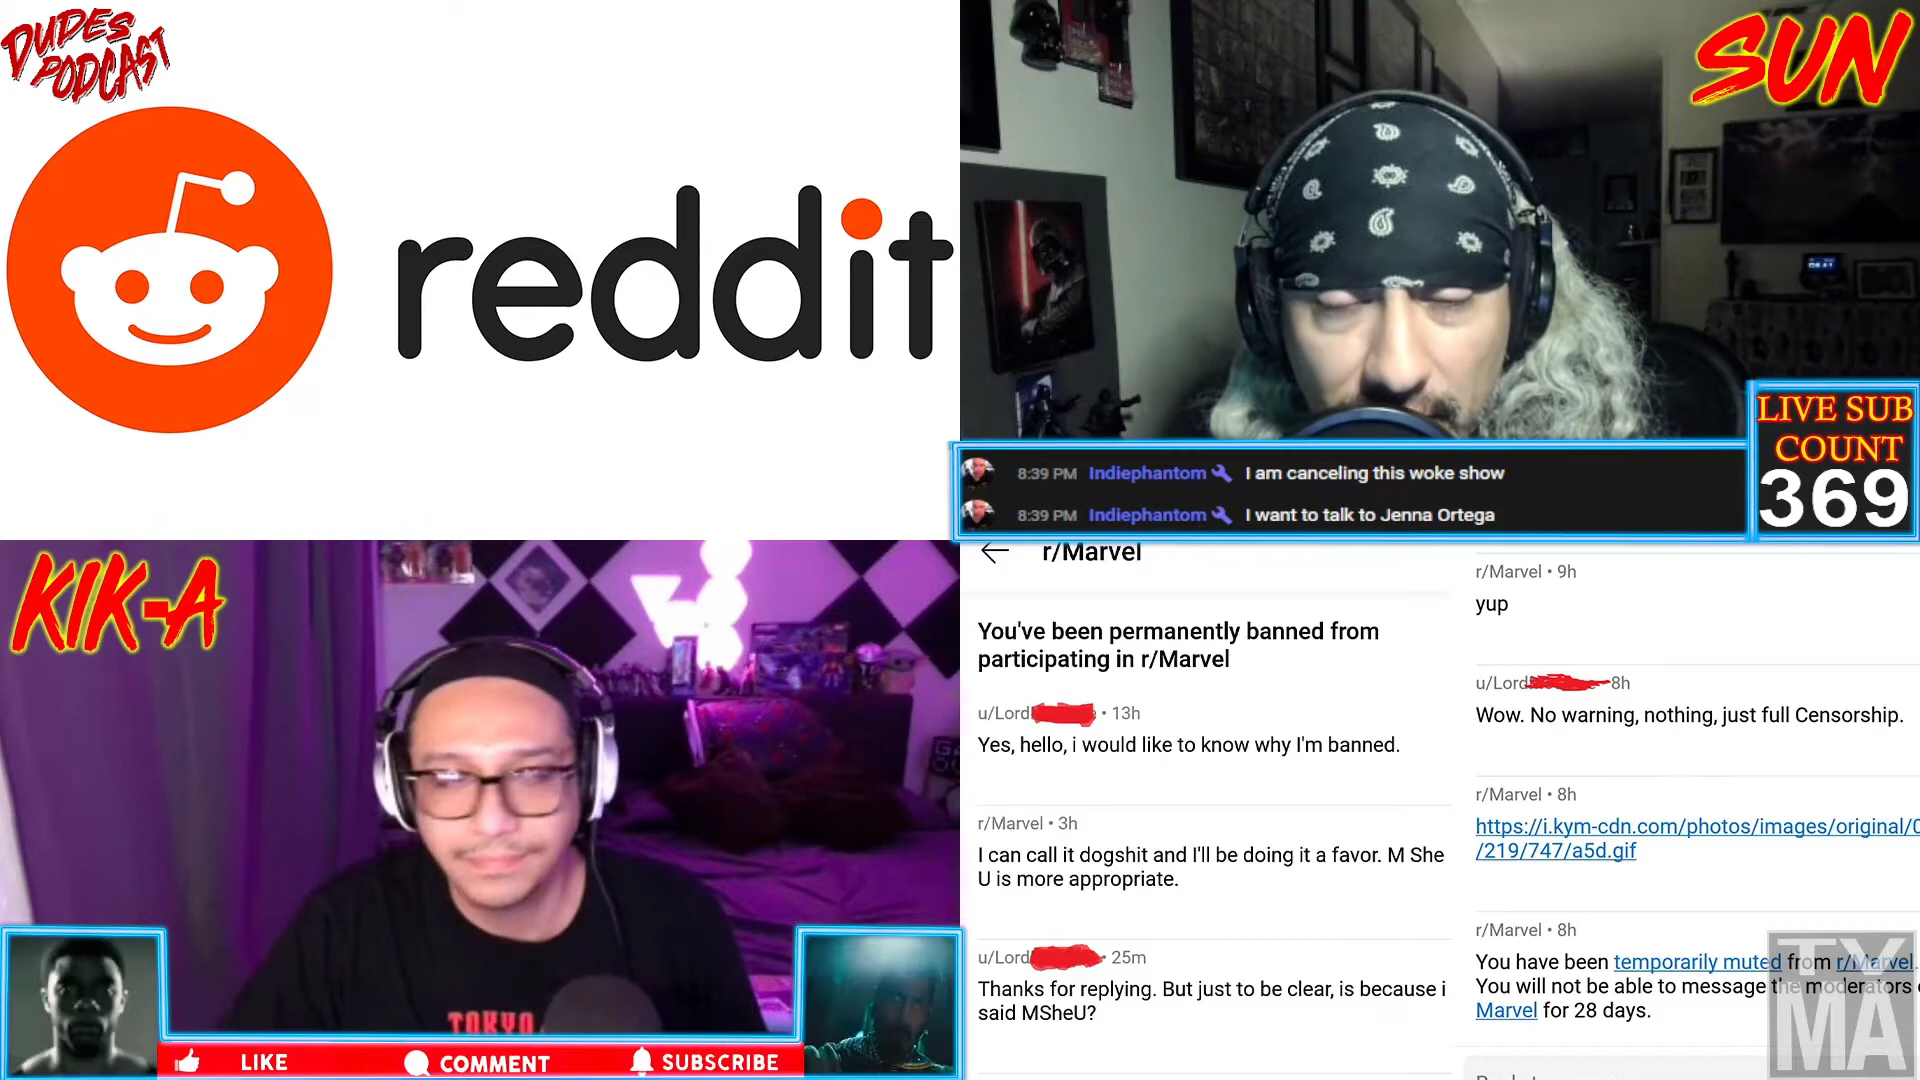 DUDES
PODCAST
reddit
SUN
LIVE SUB
COUNT
369
8:39 PM Indiephantom I am canceling this woke show
8:39 PM Indiephantom I want to talk to Jenna Ortega
KIK-A
TOKYO
LIKE
COMMENT
SUBSCRIBE
r/Marvel
You've been permanently banned from
participating in r/Marvel
u/Lord • 13h
Yes, hello, i would like to know why I'm banned.
r/Marvel • 3h
I can call it dogshit and I'll be doing it a favor. M She
U is more appropriate.
u/Lord • 25m
Thanks for replying. But just to be clear, is because i
said MSheU?
r/Marvel • 9h
yup
u/Lord 8h
Wow. No warning, nothing, just full Censorship.
r/Marvel • 8h
https://i.kym-cdn.com/photos/images/original/0
/219/747/a5d.gif
r/Marvel • 8h
You have been temporarily muted from r/Marvel.
You will not be able to message the moderators
Marvel for 28 days.
TY
MA